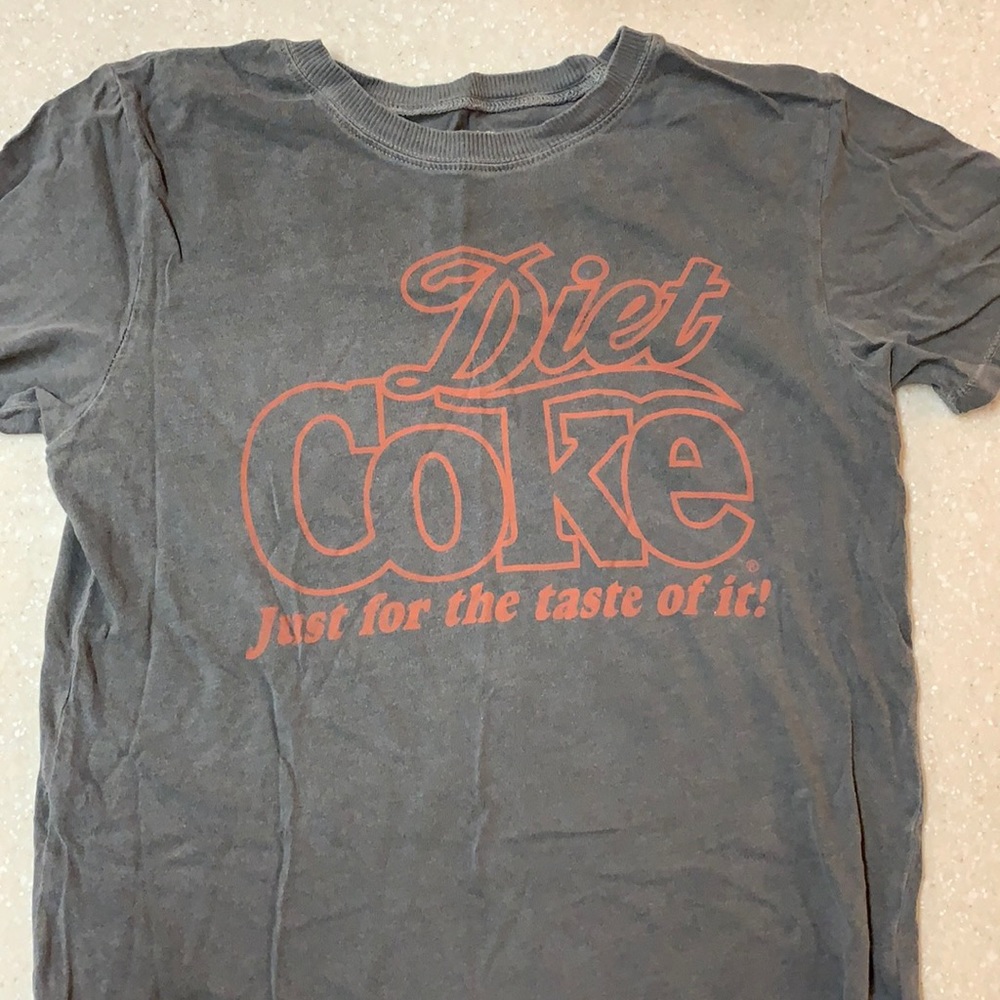 Diet
Coke®
Just for the taste of it!